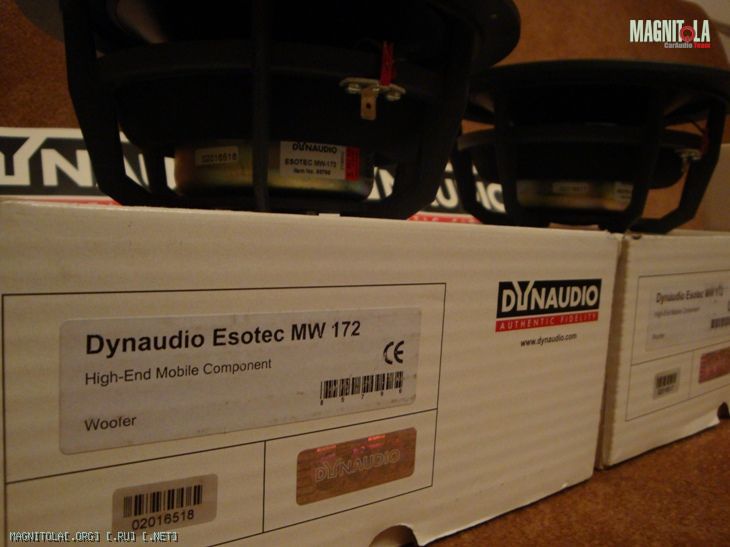 MAGNITOLA
CarAudio Team
DYNAUDIO
02016518
DYNAUDIO
ESOTEC MW-172
DYNAUDIO
AUTHENTIC FIDELITY
www.dynaudio.com
Dynaudio Esotec MW 172
High-End Mobile Component
CE
Woofer
DYNAUDIO
02016518
Dynaudio Esotec MW 172
High-End Mobile Component
Woofer
MAGNITOLA[.ORG] [.RU] [.NET]